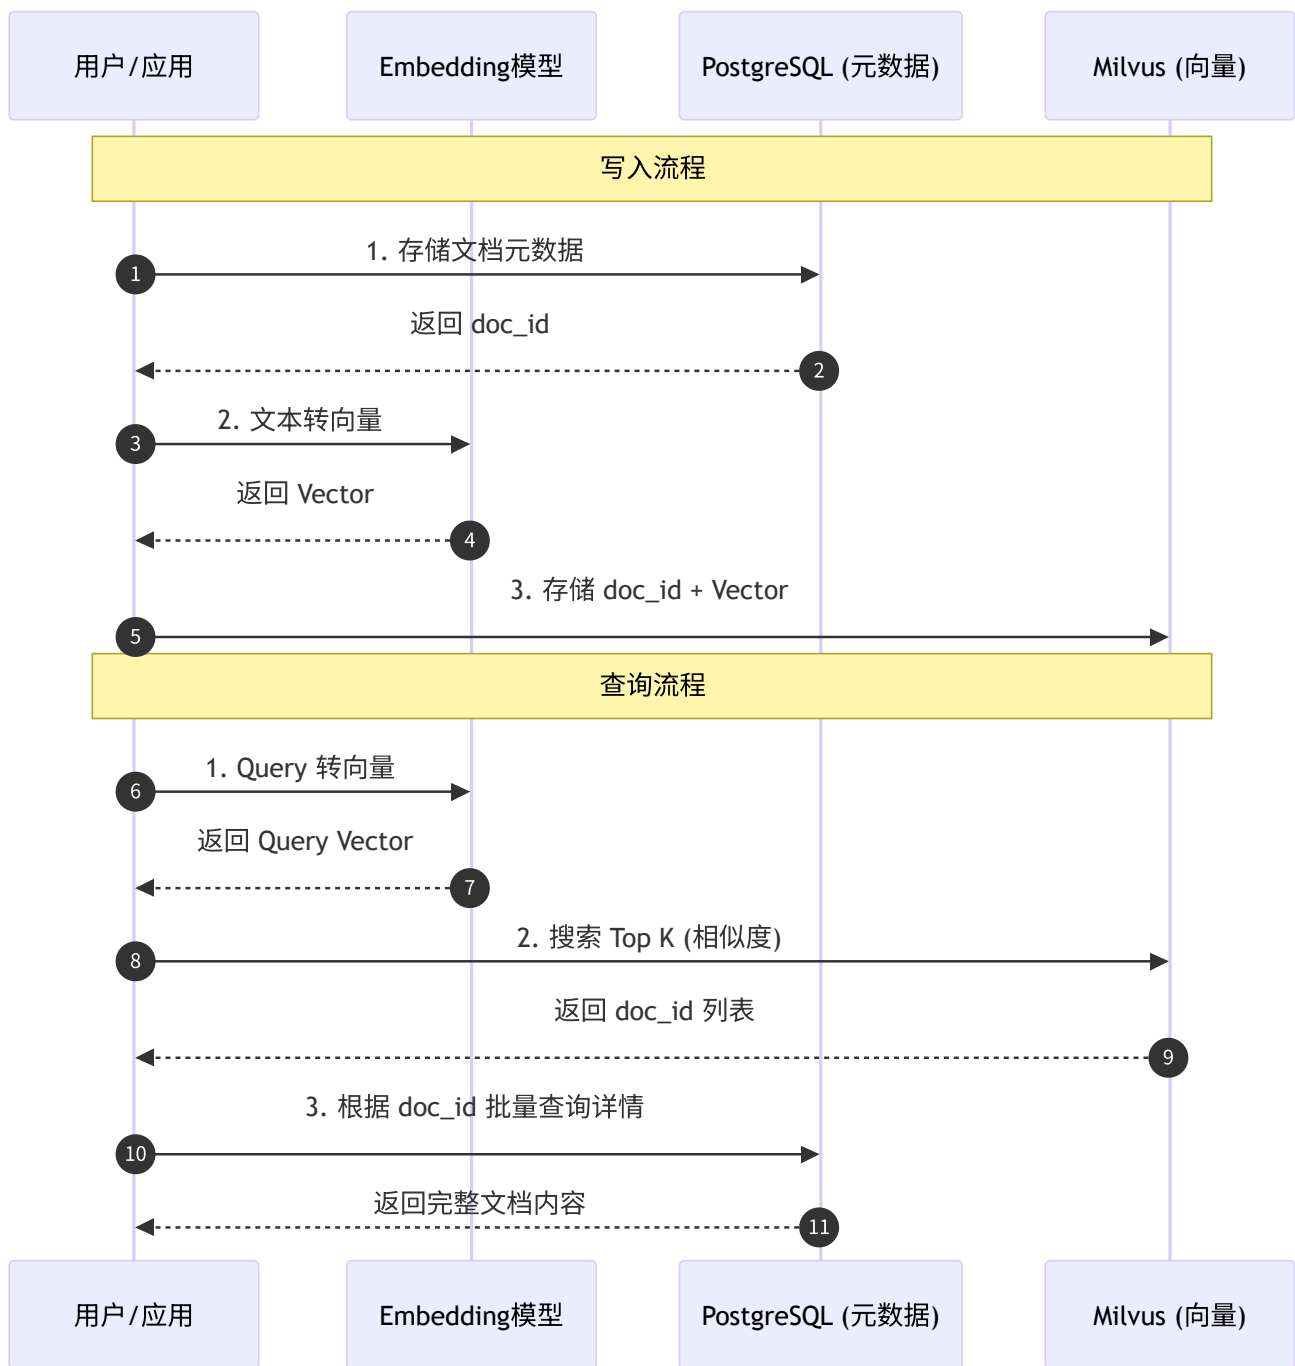 用户/应用
Embedding模型
PostgreSQL (元数据)
Milvus (向量)
写入流程
1. 存储文档元数据
1
返回 doc_id
2
2. 文本转向量
3
返回 Vector
4
3. 存储 doc_id + Vector
5
查询流程
1. Query 转向量
6
返回 Query Vector
7
2. 搜索 Top K (相似度)
8
返回 doc_id 列表
9
3. 根据 doc_id 批量查询详情
10
返回完整文档内容
11
用户/应用
Embedding模型
PostgreSQL (元数据)
Milvus (向量)